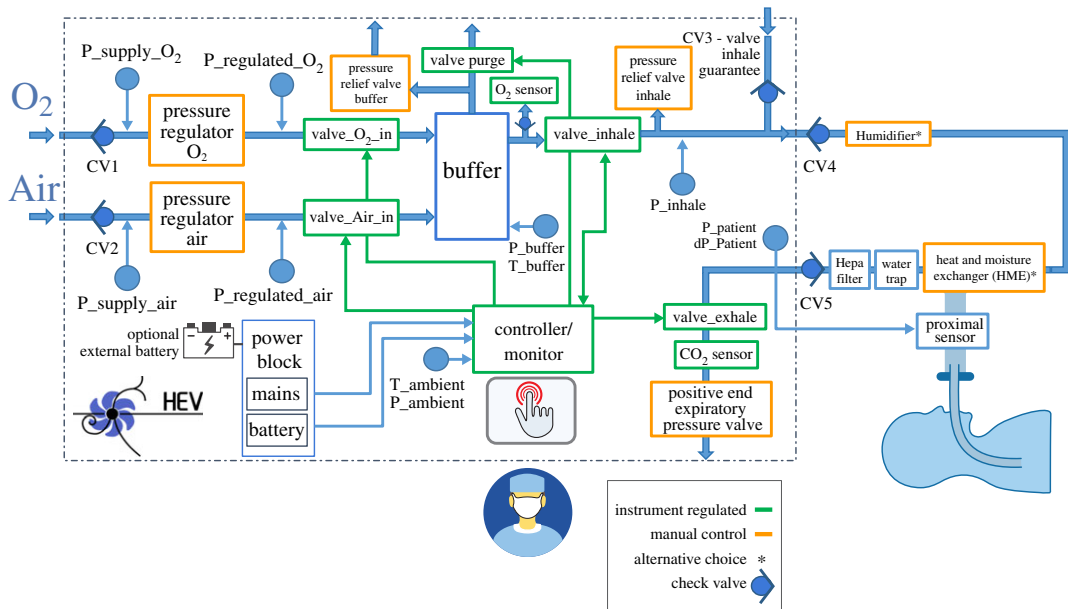 P_supply_O₂
P_regulated_O₂
CV3 - valve
inhale
guarantee
valve purge
pressure
relief valve
buffer
O₂ sensor
pressure
relief valve
inhale
O₂
pressure
regulator
O₂
valve_O₂_in
buffer
valve_inhale
CV1
CV4
Humidifier*
Air
pressure
regulator
air
valve_Air_in
P_inhale
CV2
P_buffer
T_buffer
P_patient
dP_Patient
Hepa
filter
water
trap
heat and moisture
exchanger (HME)*
CV5
P_supply_air
P_regulated_air
controller/
monitor
valve_exhale
proximal
sensor
optional
external battery
power
block
mains
battery
CO₂ sensor
T_ambient
P_ambient
positive end
expiratory
pressure valve
HEV
instrument regulated
manual control
alternative choice *
check valve